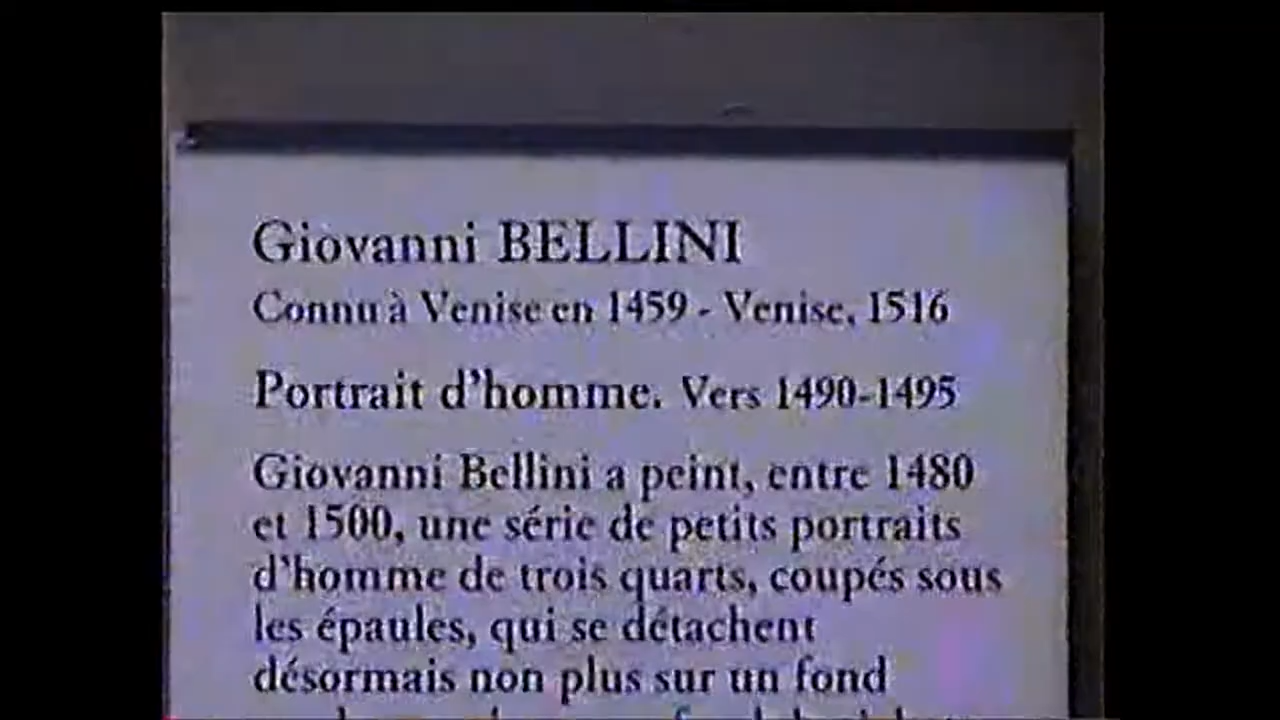 Giovanni BELLINI
Connu à Venise en 1459 - Venise, 1516
Portrait d'homme. Vers 1490-1495
Giovanni Bellini a peint, entre 1480
et 1500, une série de petits portraits
d'homme de trois quarts, coupés sous
les épaules, qui se détachent
désormais non plus sur un fond